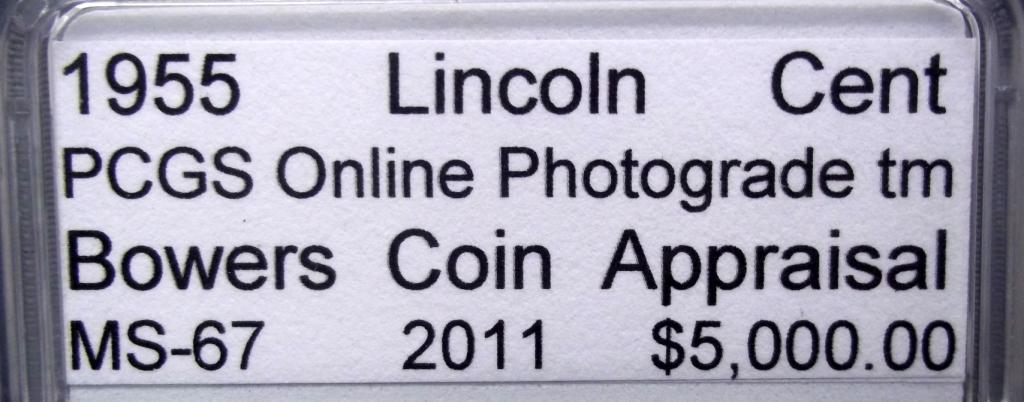 1955 Lincoln Cent
PCGS Online Photograde tm
Bowers Coin Appraisal
MS-67 2011 $5,000.00